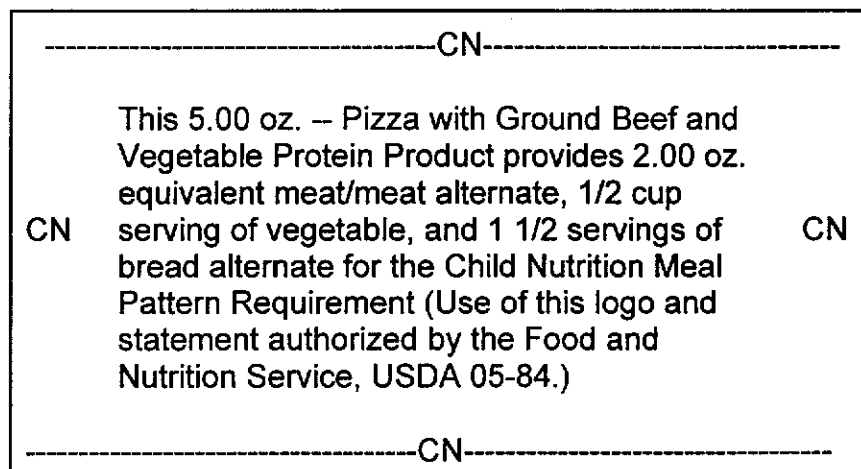 ---------------------------------CN------------------------------
This 5.00 oz. – Pizza with Ground Beef and
Vegetable Protein Product provides 2.00 oz.
equivalent meat/meat alternate, 1/2 cup
CN serving of vegetable, and 1 1/2 servings of CN
bread alternate for the Child Nutrition Meal
Pattern Requirement (Use of this logo and
statement authorized by the Food and
Nutrition Service, USDA 05-84.)
---------------------------------CN------------------------------